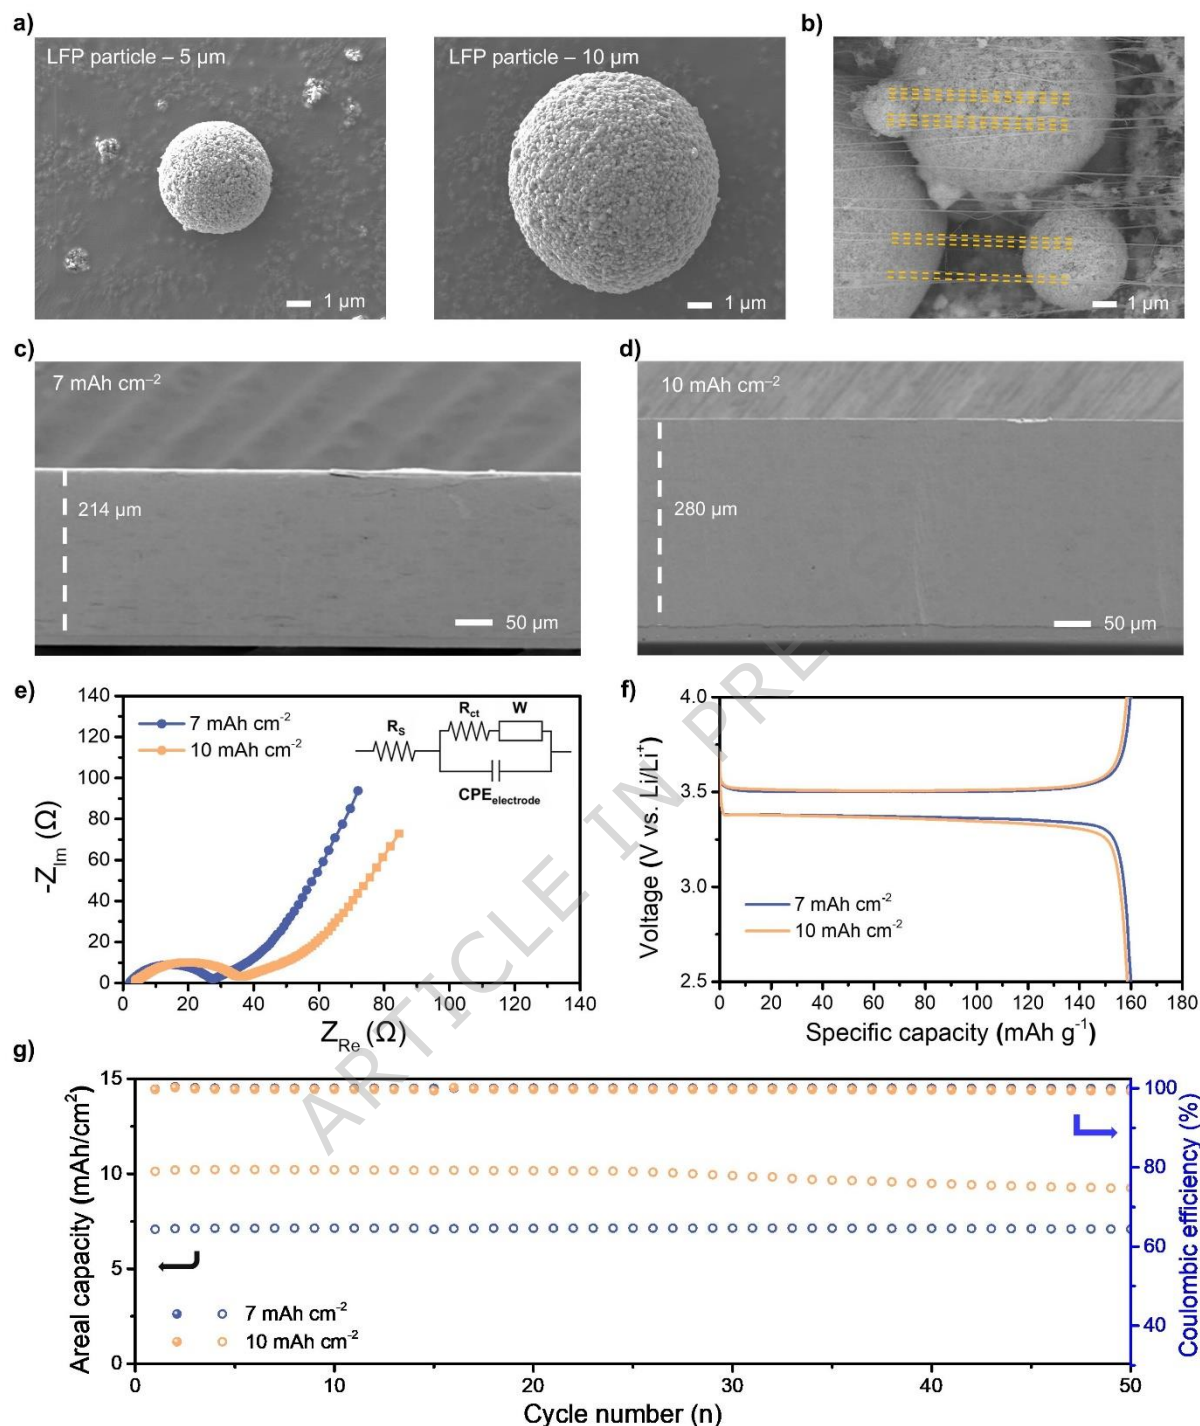 a)
LFP particle – 5 µm
1 µm
LFP particle – 10 µm
1 µm
b)
1 µm
c)
7 mAh cm⁻²
214 µm
50 µm
d)
10 mAh cm⁻²
280 µm
50 µm
e)
140
120
100
80
60
40
20
0
-Z_Im (Ω)
7 mAh cm⁻²
10 mAh cm⁻²
R_S
R_ct
W
CPE_electrode
0 20 40 60 80 100 120 140
Z_Re (Ω)
f)
4.0
3.5
3.0
2.5
Voltage (V vs. Li/Li⁺)
7 mAh cm⁻²
10 mAh cm⁻²
0 20 40 60 80 100 120 140 160 180
Specific capacity (mAh g⁻¹)
ARTICLE IN PRE
g)
15
10
5
0
Areal capacity (mAh/cm²)
7 mAh cm⁻²
10 mAh cm⁻²
100
80
60
40
Coulombic efficiency (%)
0 10 20 30 40 50
Cycle number (n)